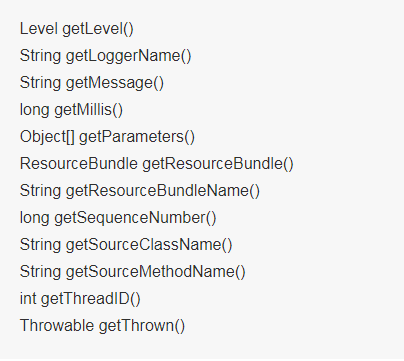 Level getLevel()
String getLoggerName()
String getMessage()
long getMillis()
Object[] getParameters()
ResourceBundle getResourceBundle()
String getResourceBundleName()
long getSequenceNumber()
String getSourceClassName()
String getSourceMethodName()
int getThreadID()
Throwable getThrown()